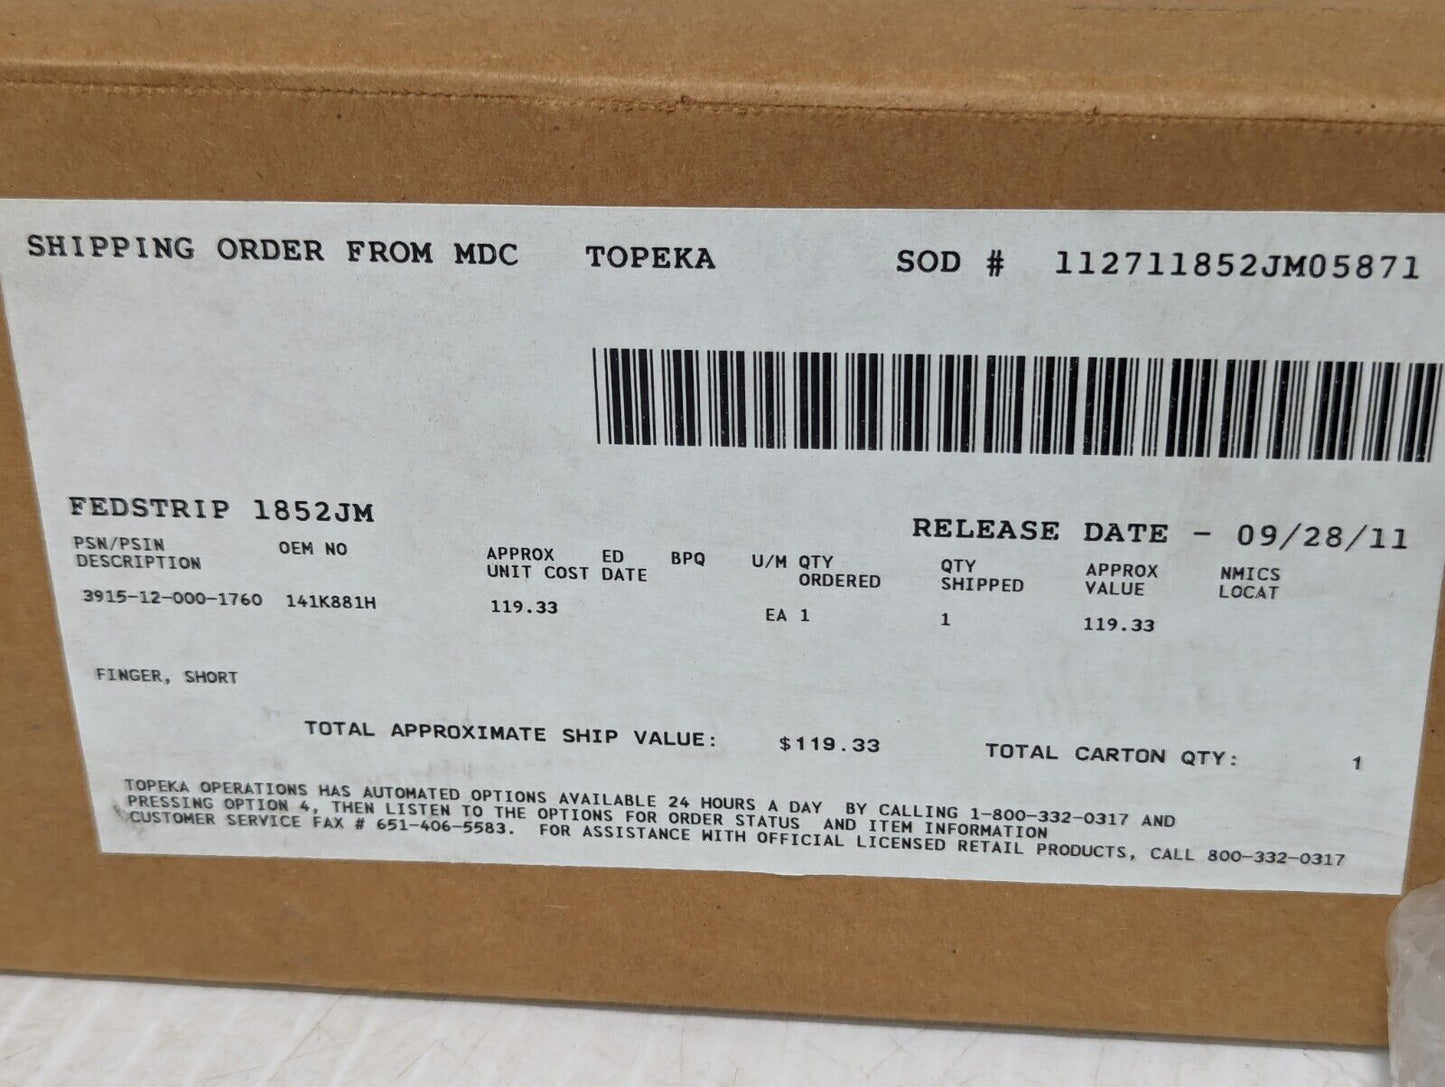 SHIPPING ORDER FROM MDC TOPEKA SOD # 112711852JM05871
FEDSTRIP 1852JM
RELEASE DATE - 09/28/11
PSN/PSIN OEM NO APPROX ED BPQ U/M QTY QTY APPROX NMICS
DESCRIPTION UNIT COST DATE ORDERED SHIPPED VALUE LOCAT
3915-12-000-1760 141K881H 119.33 EA 1 1 119.33
FINGER, SHORT
TOTAL APPROXIMATE SHIP VALUE: $119.33 TOTAL CARTON QTY: 1
TOPEKA OPERATIONS HAS AUTOMATED OPTIONS AVAILABLE 24 HOURS A DAY BY CALLING 1-800-332-0317 AND
PRESSING OPTION 4, THEN LISTEN TO THE OPTIONS FOR ORDER STATUS AND ITEM INFORMATION
CUSTOMER SERVICE FAX # 651-406-5583. FOR ASSISTANCE WITH OFFICIAL LICENSED RETAIL PRODUCTS, CALL 800-332-0317